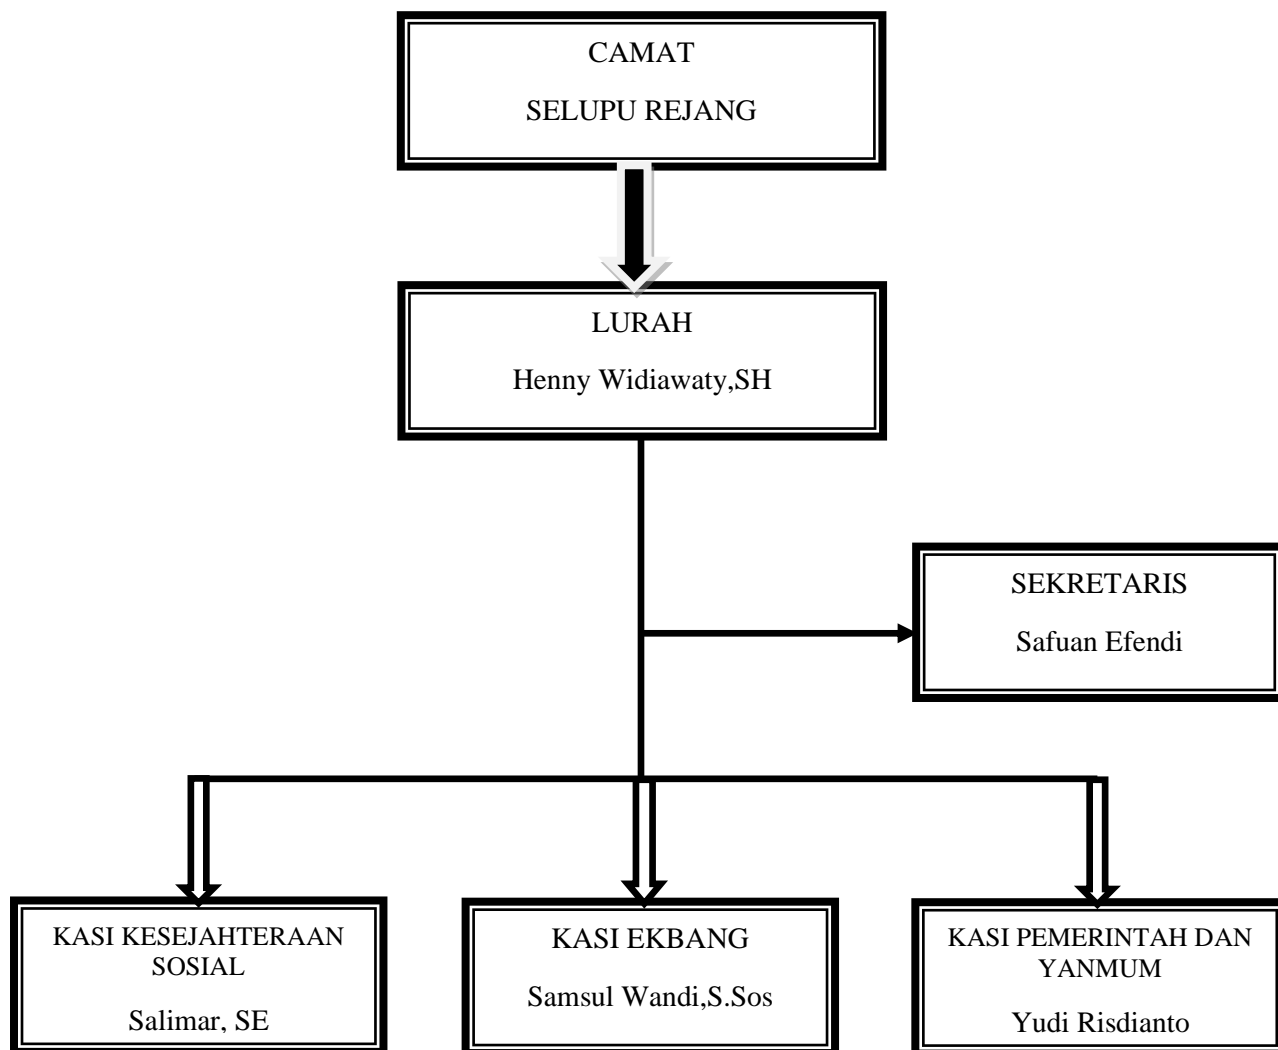 CAMAT
SELUPU REJANG
LURAH
Henny Widiawaty,SH
SEKRETARIS
Safuan Efendi
KASI KESEJAHTERAAN
SOSIAL
Salimar, SE
KASI EKBANG
Samsul Wandi,S.Sos
KASI PEMERINTAH DAN
YANMUM
Yudi Risdianto